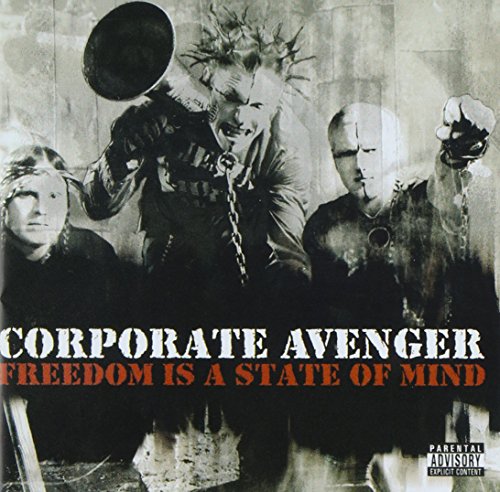 CORPORATE AVENGER
FREEDOM IS A STATE OF MIND
PARENTAL
ADVISORY
EXPLICIT CONTENT